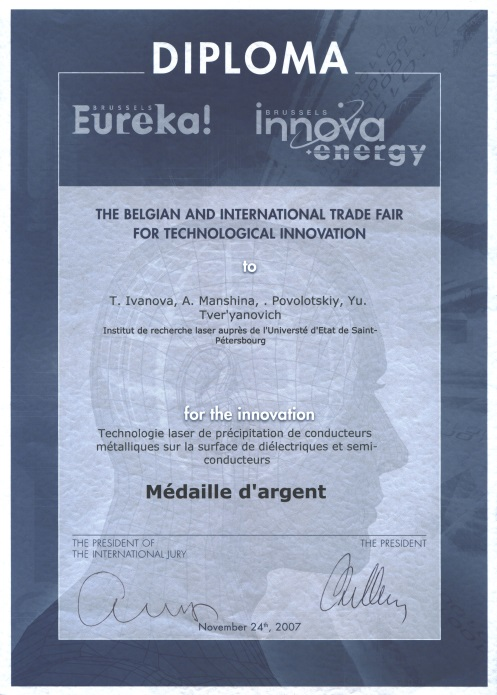 DIPLOMA
BRUSSELS
Eureka!
BRUSSELS
innova
energy
THE BELGIAN AND INTERNATIONAL TRADE FAIR
FOR TECHNOLOGICAL INNOVATION
to
T. Ivanova, A. Manshina, . Povolotskiy, Yu.
Tver'yanovich
Institut de recherche laser auprès de l'Universté d'Etat de Saint-
Pétersbourg
for the innovation
Technologie laser de précipitation de conducteurs
métalliques sur la surface de diélectriques et semi-
conducteurs
Médaille d'argent
THE PRESIDENT OF
THE INTERNATIONAL JURY
THE PRESIDENT
November 24th, 2007